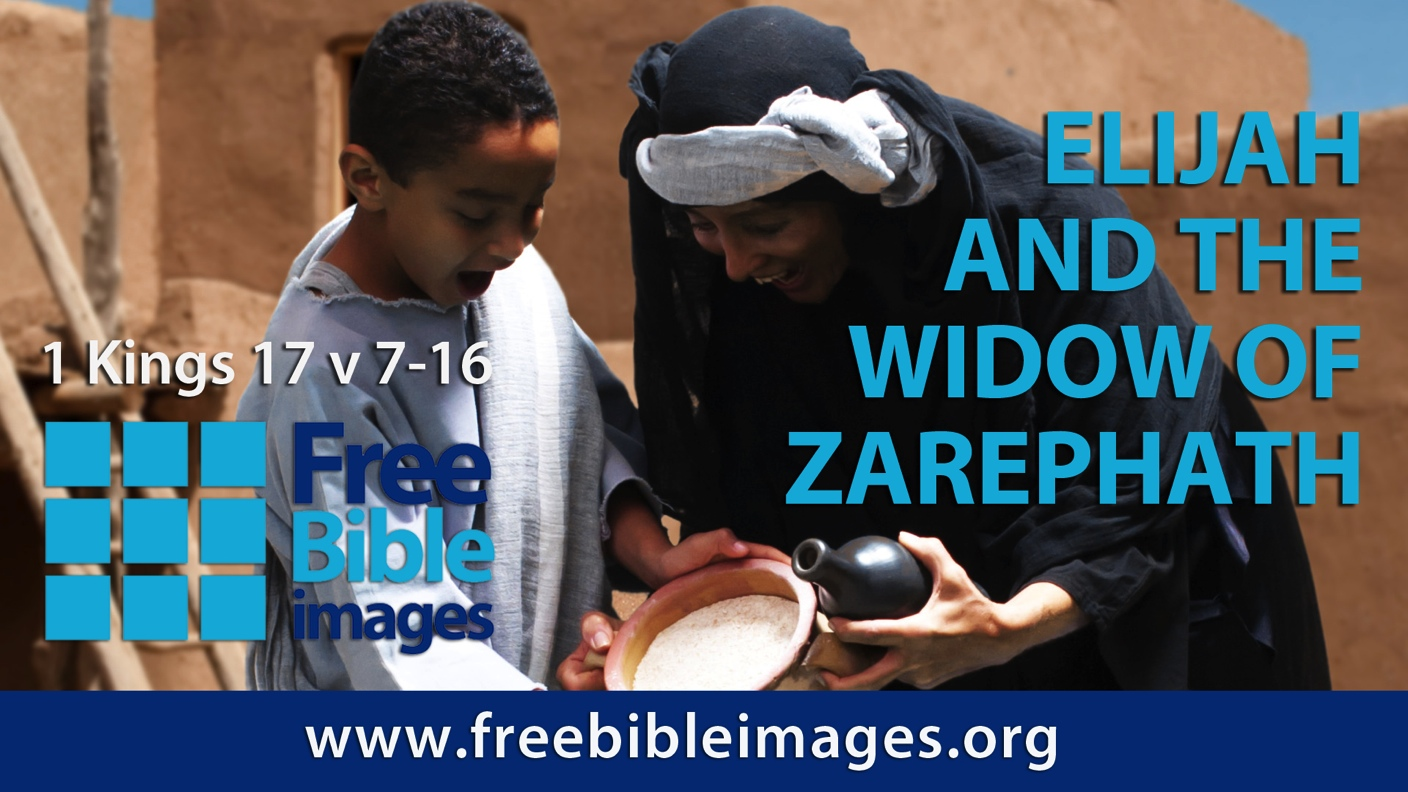 ELIJAH
AND THE
WIDOW OF
ZAREPHATH
1 Kings 17 v 7-16
Free
Bible
images
www.freebibleimages.org